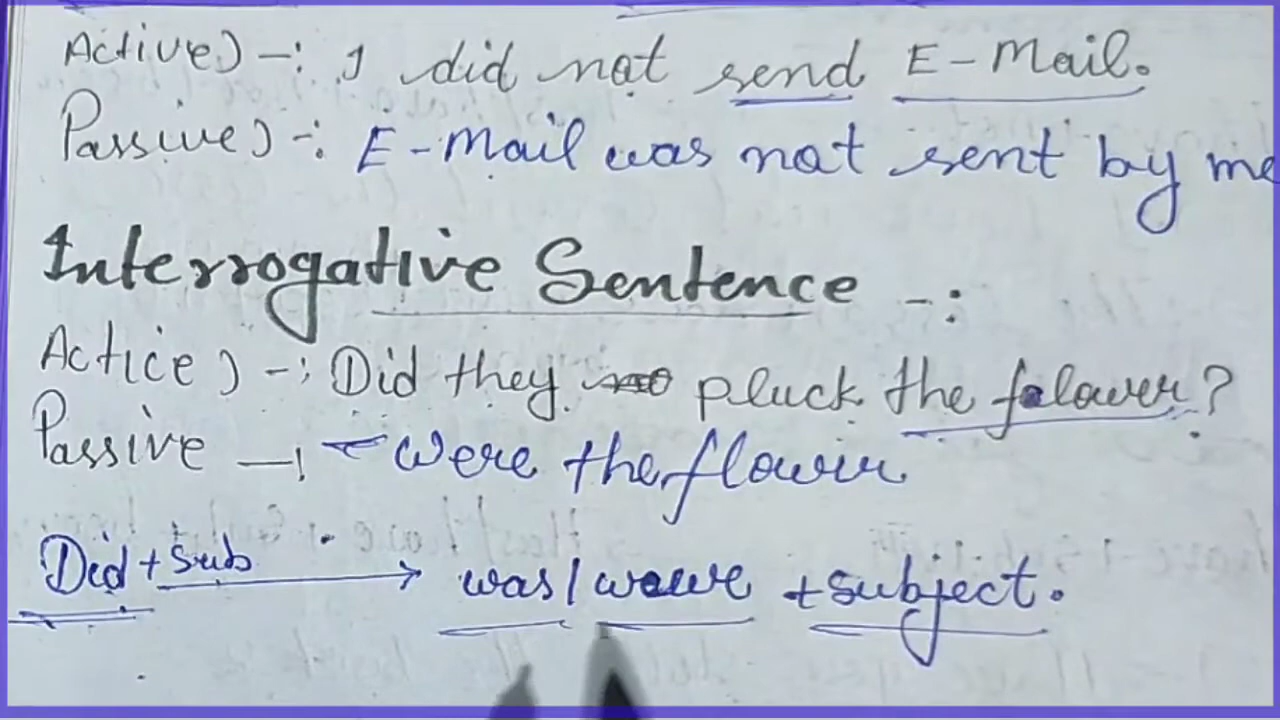 Active) -: I did not send E-Mail.
Passive) -: E-Mail was not sent by me
Interrogative Sentence -:
Actice) -: Did they pluck the flower?
Passive -: Were the flower
Did + Sub → was/were + subject.